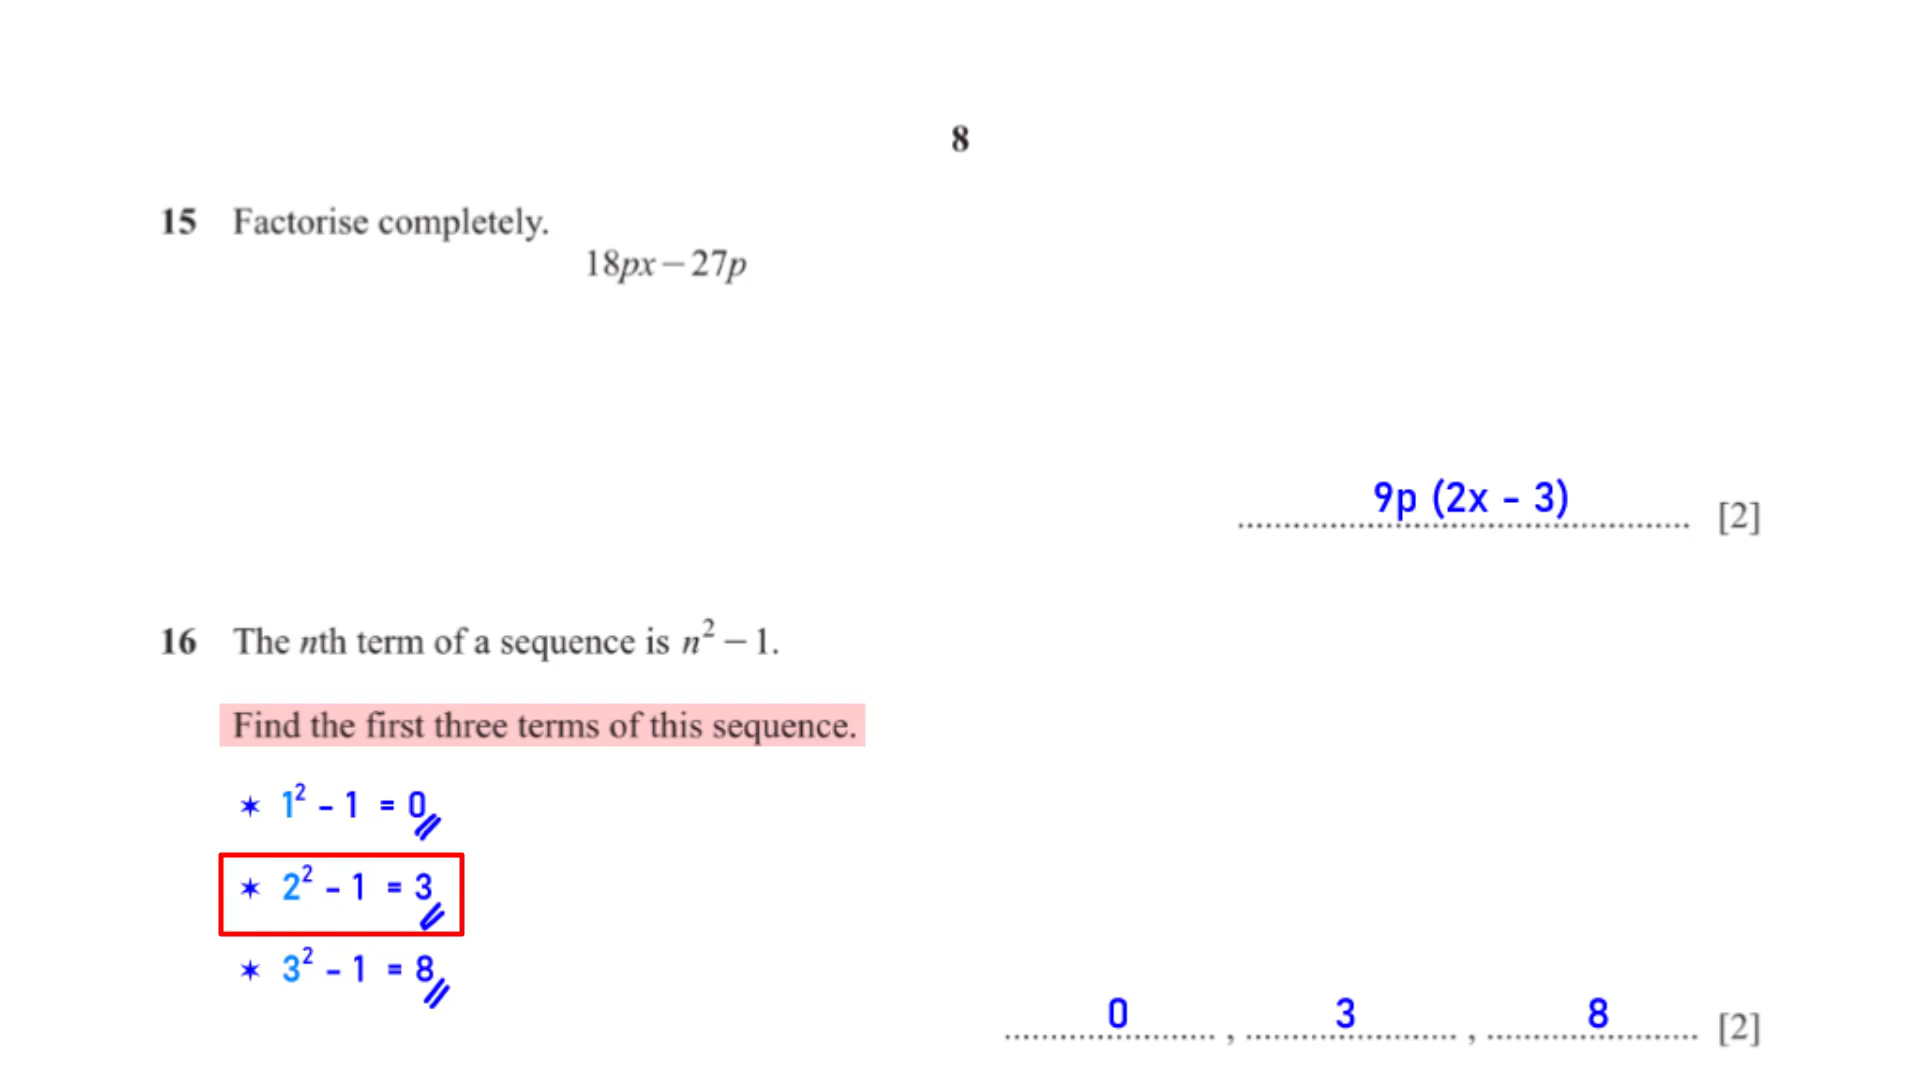 8
15 Factorise completely.
18px − 27p
9p (2x - 3)
........................................ [2]
16 The nth term of a sequence is n² − 1.
Find the first three terms of this sequence.
✶ 1² - 1 = 0
✶ 2² - 1 = 3
✶ 3² - 1 = 8
0 3 8
.................... , .................... , .................... [2]